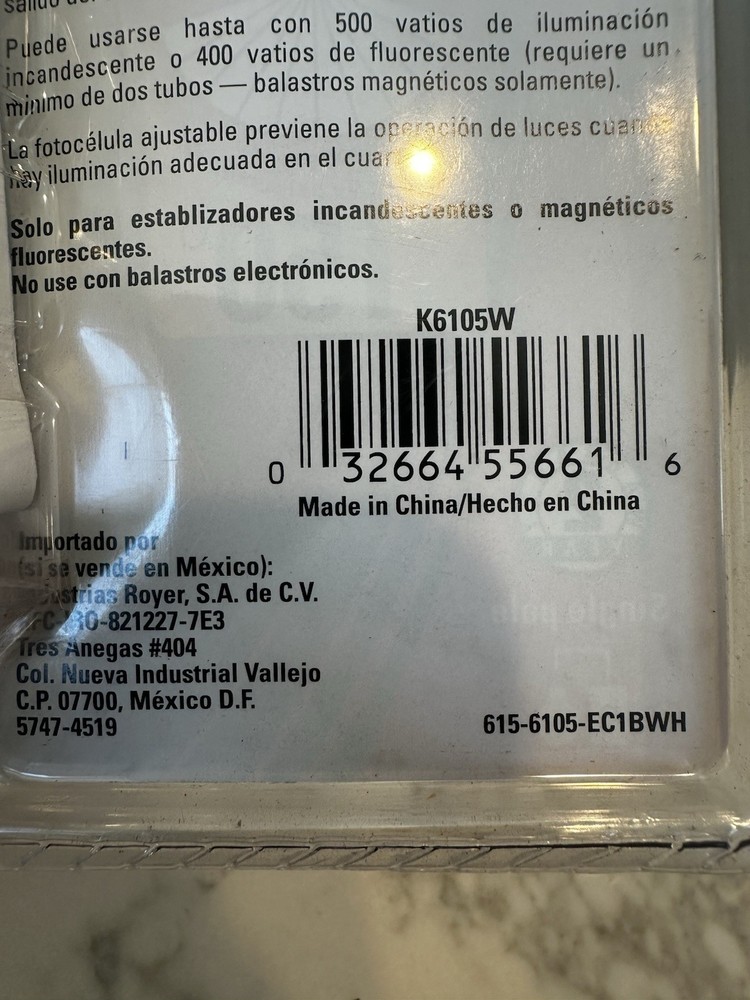 Puede usarse hasta con 500 vatios de iluminación
incandescente o 400 vatios de fluorescente (requiere un
mínimo de dos tubos — balastros magnéticos solamente).
La fotocélula ajustable previene la operación de luces
hay iluminación adecuada en el
Solo para establizadores incandescentes o magnéticos
fluorescentes.
No use con balastros electrónicos.
K6105W
0 32664 55661 6
Made in China/Hecho en China
Importado por
(si se vende en México):
Industrias Royer, S.A. de C.V.
Tres Anegas #404
Col. Nueva Industrial Vallejo
C.P. 07700, México D.F.
5747-4519
615-6105-EC1BWH